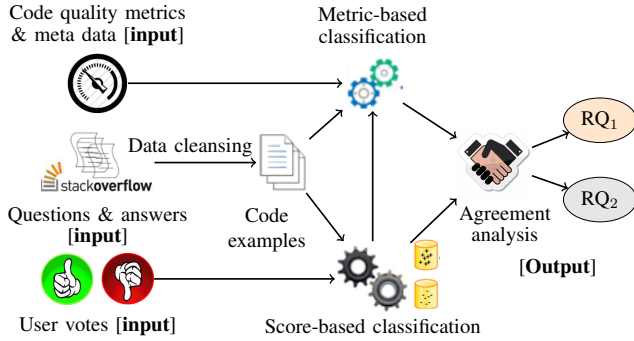 Code quality metrics
& meta data [input]
Metric-based
classification
Data cleansing
stackoverflow
Questions & answers
[input]
Code
examples
RQ1
RQ2
Agreement
analysis
[Output]
User votes [input]
Score-based classification